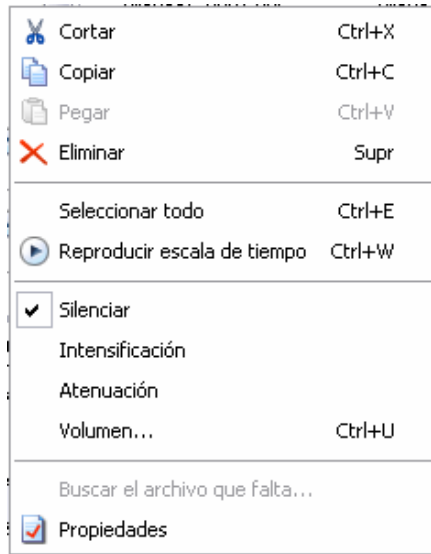 Cortar Ctrl+X
Copiar Ctrl+C
Pegar Ctrl+V
Eliminar Supr
Seleccionar todo Ctrl+E
Reproducir escala de tiempo Ctrl+W
Silenciar
Intensificación
Atenuación
Volumen... Ctrl+U
Buscar el archivo que falta...
Propiedades